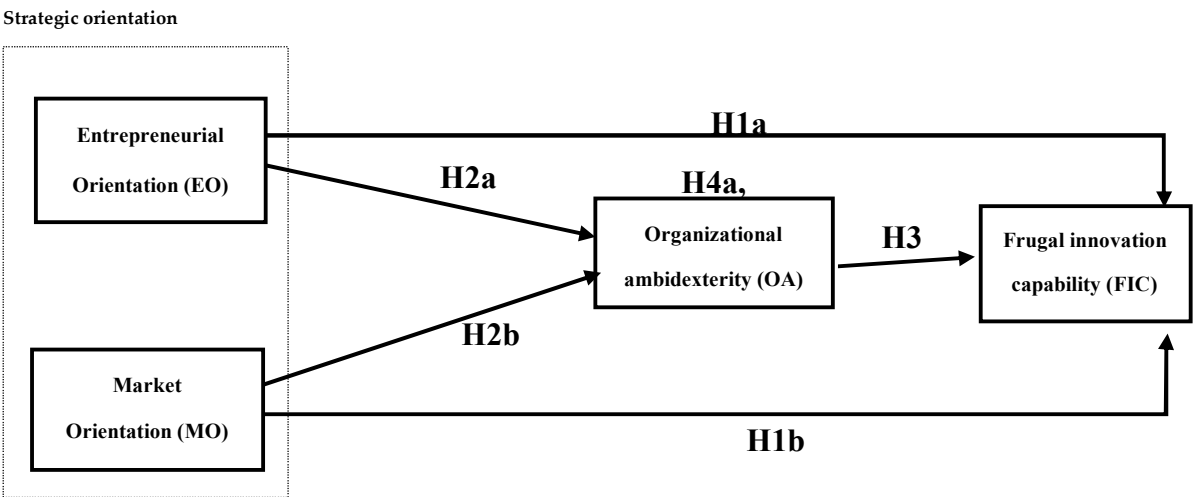 Strategic orientation
Entrepreneurial
Orientation (EO)
H1a
H2a
H4a,
Organizational
ambidexterity (OA)
H3
Frugal innovation
capability (FIC)
H2b
Market
Orientation (MO)
H1b